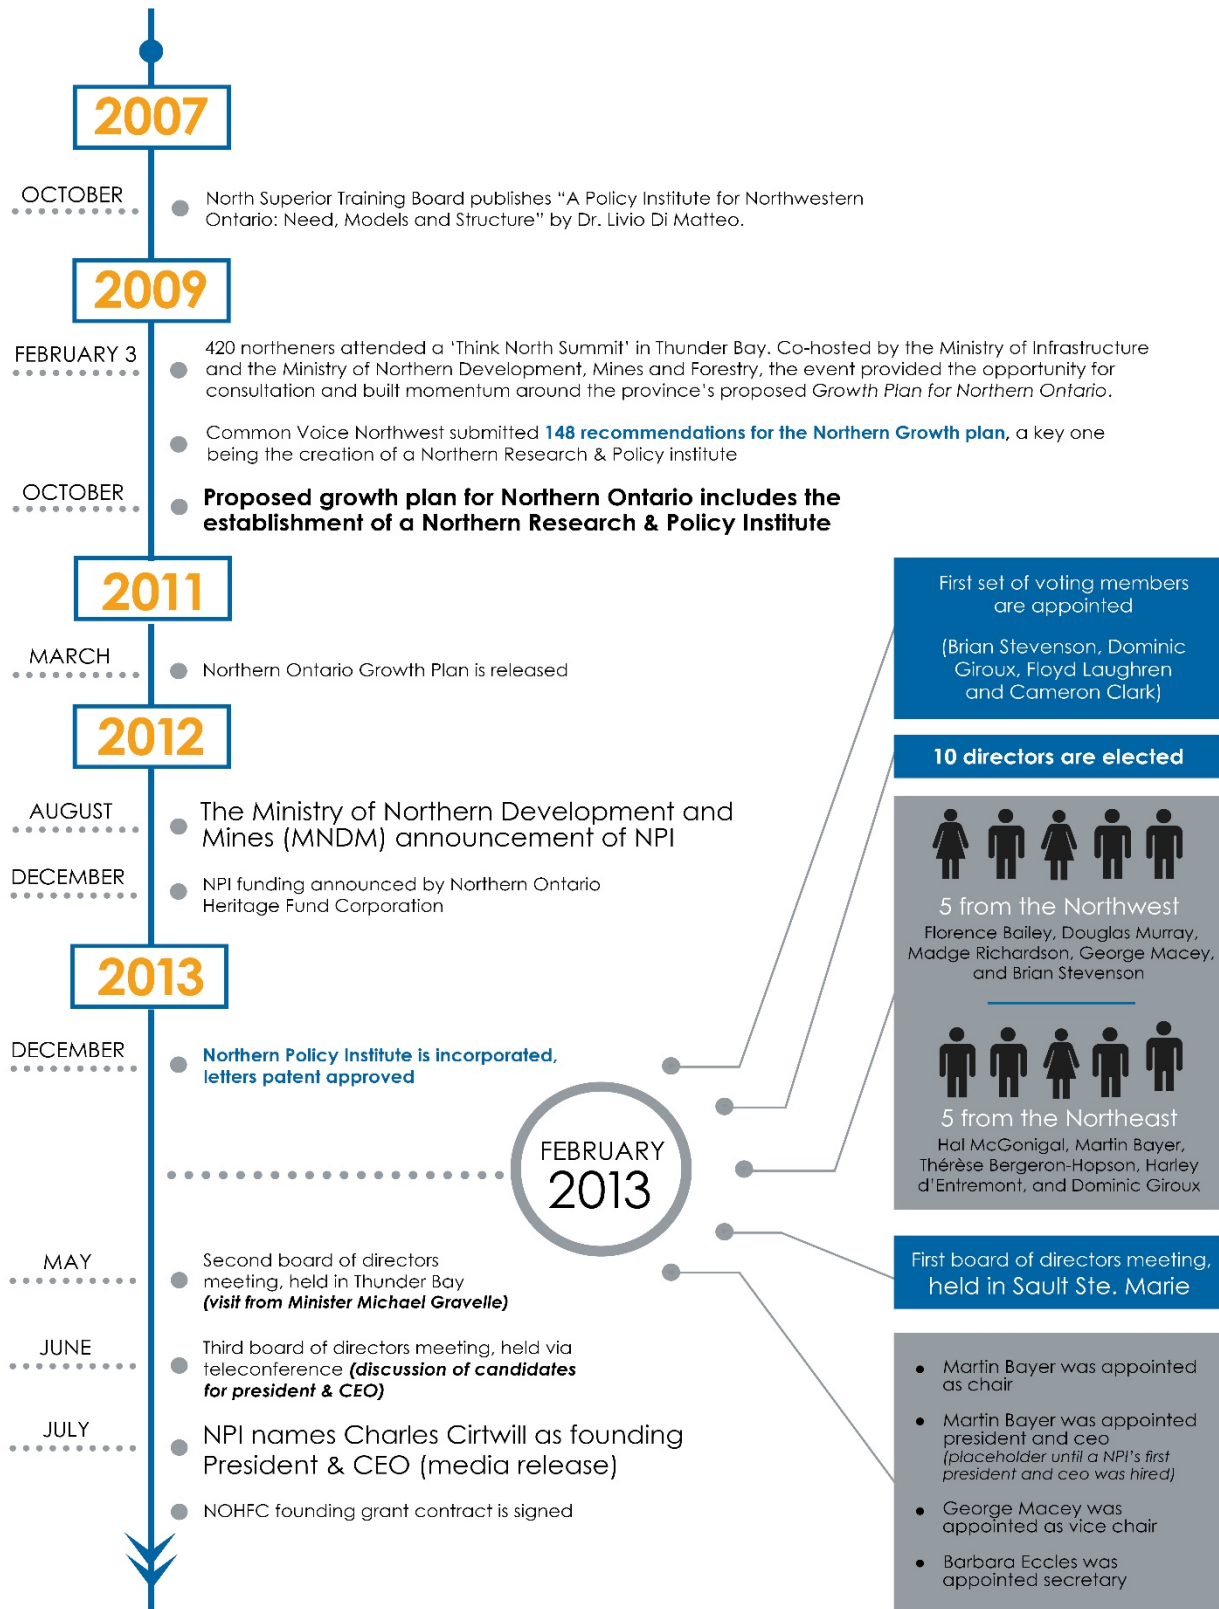 2007
OCTOBER
North Superior Training Board publishes “A Policy Institute for Northwestern
Ontario: Need, Models and Structure” by Dr. Livio Di Matteo.
2009
FEBRUARY 3
420 northeners attended a ‘Think North Summit’ in Thunder Bay. Co-hosted by the Ministry of Infrastructure
and the Ministry of Northern Development, Mines and Forestry, the event provided the opportunity for
consultation and built momentum around the province’s proposed Growth Plan for Northern Ontario.
Common Voice Northwest submitted 148 recommendations for the Northern Growth plan, a key one
being the creation of a Northern Research & Policy institute
OCTOBER
Proposed growth plan for Northern Ontario includes the
establishment of a Northern Research & Policy Institute
2011
MARCH
Northern Ontario Growth Plan is released
2012
AUGUST
The Ministry of Northern Development and
Mines (MNDM) announcement of NPI
DECEMBER
NPI funding announced by Northern Ontario
Heritage Fund Corporation
2013
DECEMBER
Northern Policy Institute is incorporated,
letters patent approved
FEBRUARY
2013
First set of voting members
are appointed
(Brian Stevenson, Dominic
Giroux, Floyd Laughren
and Cameron Clark)
10 directors are elected
5 from the Northwest
Florence Bailey, Douglas Murray,
Madge Richardson, George Macey,
and Brian Stevenson
5 from the Northeast
Hal McGonigal, Martin Bayer,
Thérèse Bergeron-Hopson, Harley
d’Entremont, and Dominic Giroux
First board of directors meeting,
held in Sault Ste. Marie
• Martin Bayer was appointed
as chair
• Martin Bayer was appointed
president and ceo
(placeholder until a NPI’s first
president and ceo was hired)
• George Macey was
appointed as vice chair
• Barbara Eccles was
appointed secretary
MAY
Second board of directors
meeting, held in Thunder Bay
(visit from Minister Michael Gravelle)
JUNE
Third board of directors meeting, held via
teleconference (discussion of candidates
for president & CEO)
JULY
NPI names Charles Cirtwill as founding
President & CEO (media release)
NOHFC founding grant contract is signed